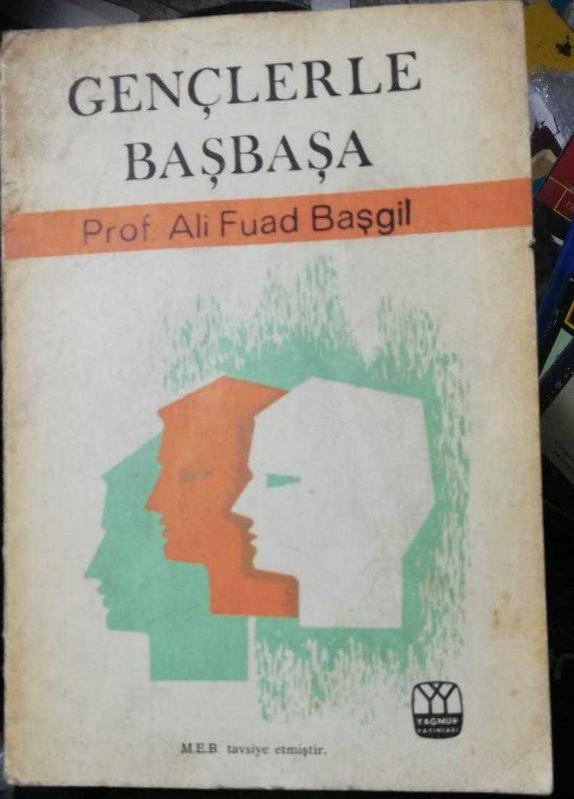 GENÇLERLE
BAŞBAŞA
Prof. Ali Fuad Başgil
YAĞMUR
YAYINLARI
M.E.B. tavsiye etmiştir.